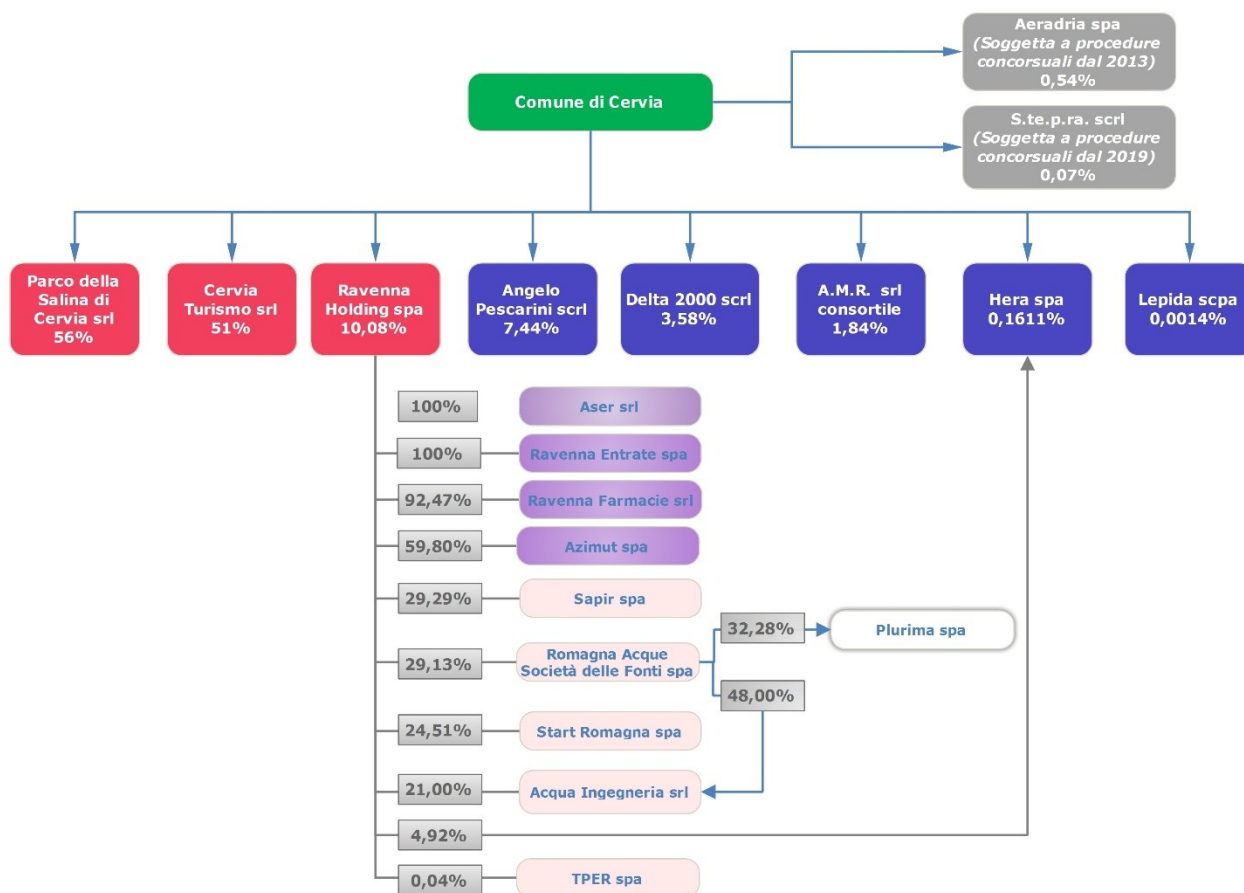 Aeradria spa
(Soggetta a procedure
concorsuali dal 2013)
0,54%
Comune di Cervia
S.te.p.ra. scrl
(Soggetta a procedure
concorsuali dal 2019)
0,07%
Parco della
Salina di
Cervia srl
56%
Cervia
Turismo srl
51%
Ravenna
Holding spa
10,08%
Angelo
Pescarini scrl
7,44%
Delta 2000 scrl
3,58%
A.M.R. srl
consortile
1,84%
Hera spa
0,1611%
Lepida scpa
0,0014%
100%
Aser srl
100%
Ravenna Entrate spa
92,47%
Ravenna Farmacie srl
59,80%
Azimut spa
29,29%
Sapir spa
32,28%
Plurima spa
29,13%
Romagna Acque
Società delle Fonti spa
48,00%
24,51%
Start Romagna spa
21,00%
Acqua Ingegneria srl
4,92%
0,04%
TPER spa